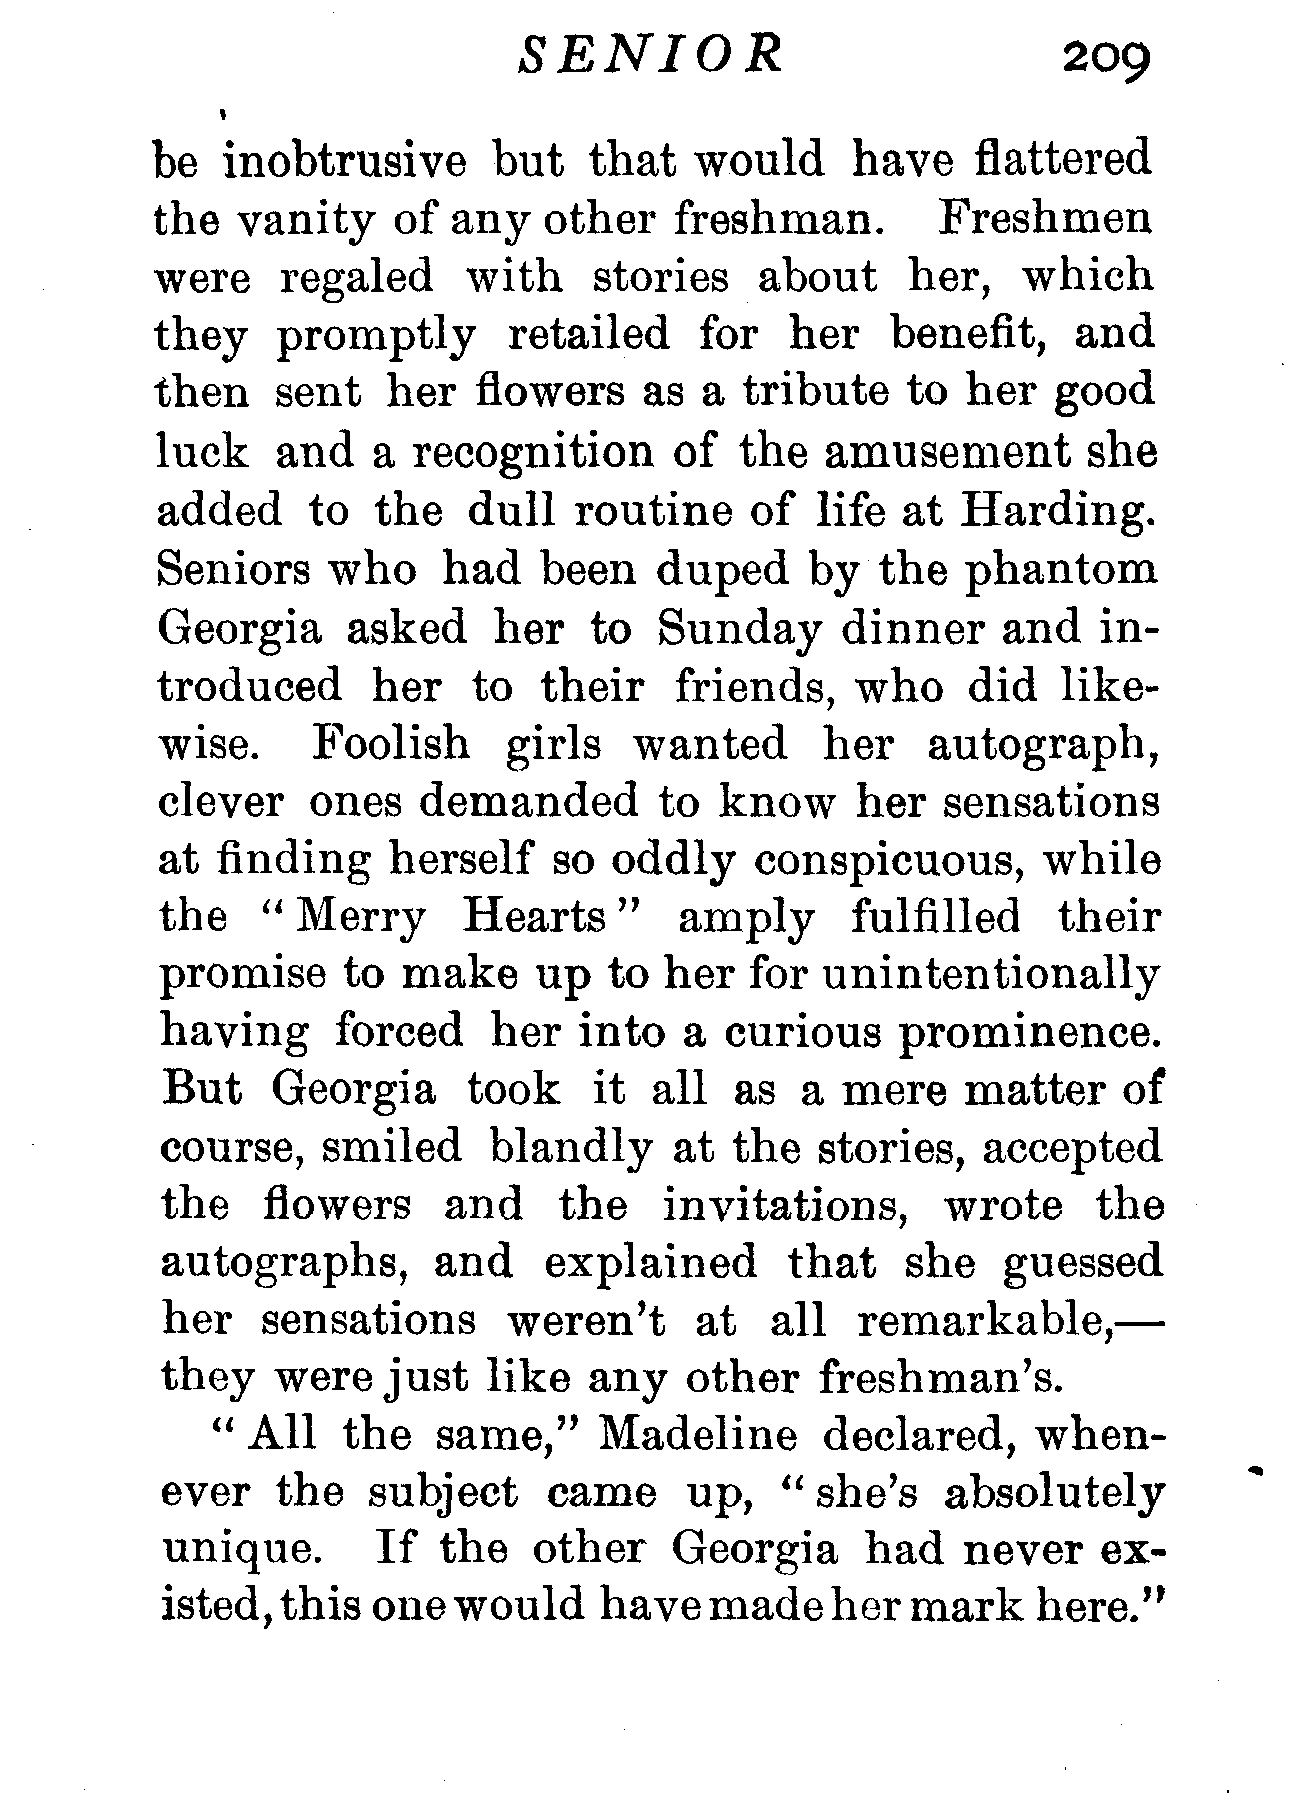 SENIOR 209
be inobtrusive but that would have flattered
the vanity of any other freshman. Freshmen
were regaled with stories about her, which
they promptly retailed for her benefit, and
then sent her flowers as a tribute to her good
luck and a recognition of the amusement she
added to the dull routine of life at Harding.
Seniors who had been duped by the phantom
Georgia asked her to Sunday dinner and in-
troduced her to their friends, who did like-
wise. Foolish girls wanted her autograph,
clever ones demanded to know her sensations
at finding herself so oddly conspicuous, while
the “Merry Hearts” amply fulfilled their
promise to make up to her for unintentionally
having forced her into a curious prominence.
But Georgia took it all as a mere matter of
course, smiled blandly at the stories, accepted
the flowers and the invitations, wrote the
autographs, and explained that she guessed
her sensations weren’t at all remarkable,—
they were just like any other freshman’s.
“All the same,” Madeline declared, when-
ever the subject came up, “she’s absolutely
unique. If the other Georgia had never ex-
isted, this one would have made her mark here.”